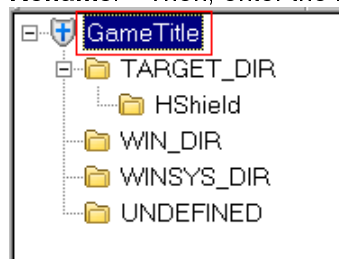 GameTitle
TARGET_DIR
HShield
WIN_DIR
WINSYS_DIR
UNDEFINED